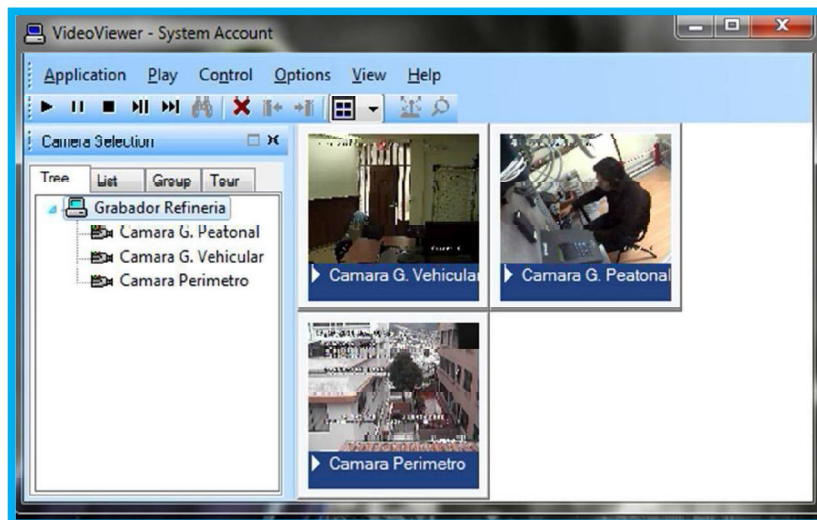 VideoViewer - System Account
Application Play Control Options View Help
Camera Selection
Tree List Group Tour
Grabador Refineria
Camara G. Peatonal
Camara G. Vehicular
Camara Perimetro
Camara G. Vehicular
Camara G. Peatonal
Camara Perimetro